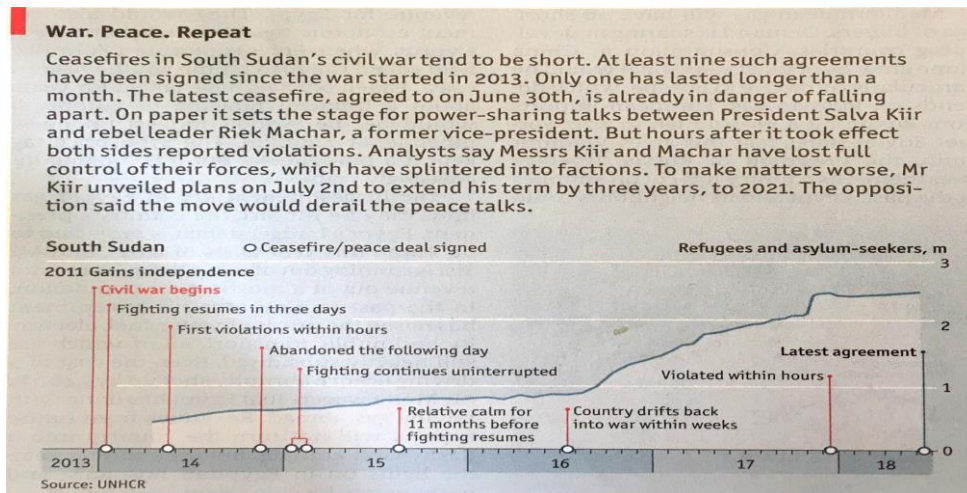 War. Peace. Repeat
Ceasefires in South Sudan's civil war tend to be short. At least nine such agreements
have been signed since the war started in 2013. Only one has lasted longer than a
month. The latest ceasefire, agreed to on June 30th, is already in danger of falling
apart. On paper it sets the stage for power-sharing talks between President Salva Kiir
and rebel leader Riek Machar, a former vice-president. But hours after it took effect
both sides reported violations. Analysts say Messrs Kiir and Machar have lost full
control of their forces, which have splintered into factions. To make matters worse, Mr
Kiir unveiled plans on July 2nd to extend his term by three years, to 2021. The opposi-
tion said the move would derail the peace talks.
South Sudan
Ceasefire/peace deal signed
Refugees and asylum-seekers, m
2011 Gains independence
3
Civil war begins
Fighting resumes in three days
First violations within hours
2
Abandoned the following day
Latest agreement
Fighting continues uninterrupted
Violated within hours
1
Relative calm for
11 months before
fighting resumes
Country drifts back
into war within weeks
0
2013 14 15 16 17 18
Source: UNHCR